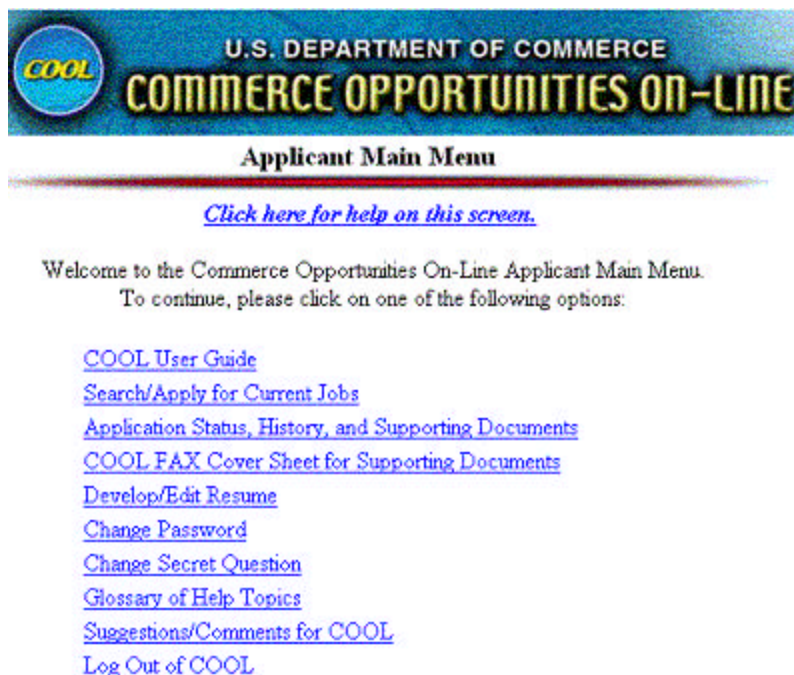 COOL
U.S. DEPARTMENT OF COMMERCE
COMMERCE OPPORTUNITIES ON-LINE
Applicant Main Menu
Click here for help on this screen.
Welcome to the Commerce Opportunities On-Line Applicant Main Menu.
To continue, please click on one of the following options:
COOL User Guide
Search/Apply for Current Jobs
Application Status, History, and Supporting Documents
COOL FAX Cover Sheet for Supporting Documents
Develop/Edit Resume
Change Password
Change Secret Question
Glossary of Help Topics
Suggestions/Comments for COOL
Log Out of COOL